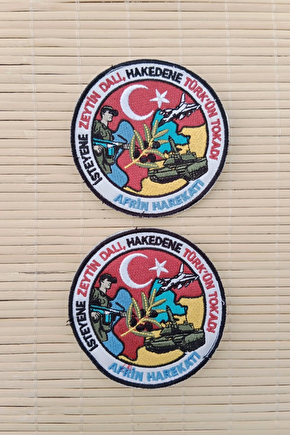 İSTEYENE ZEYTİN DALI, HAKEDENE TÜRK'ÜN TOKADI
AFRİN HAREKATI
İSTEYENE ZEYTİN DALI, HAKEDENE TÜRK'ÜN TOKADI
AFRİN HAREKATI